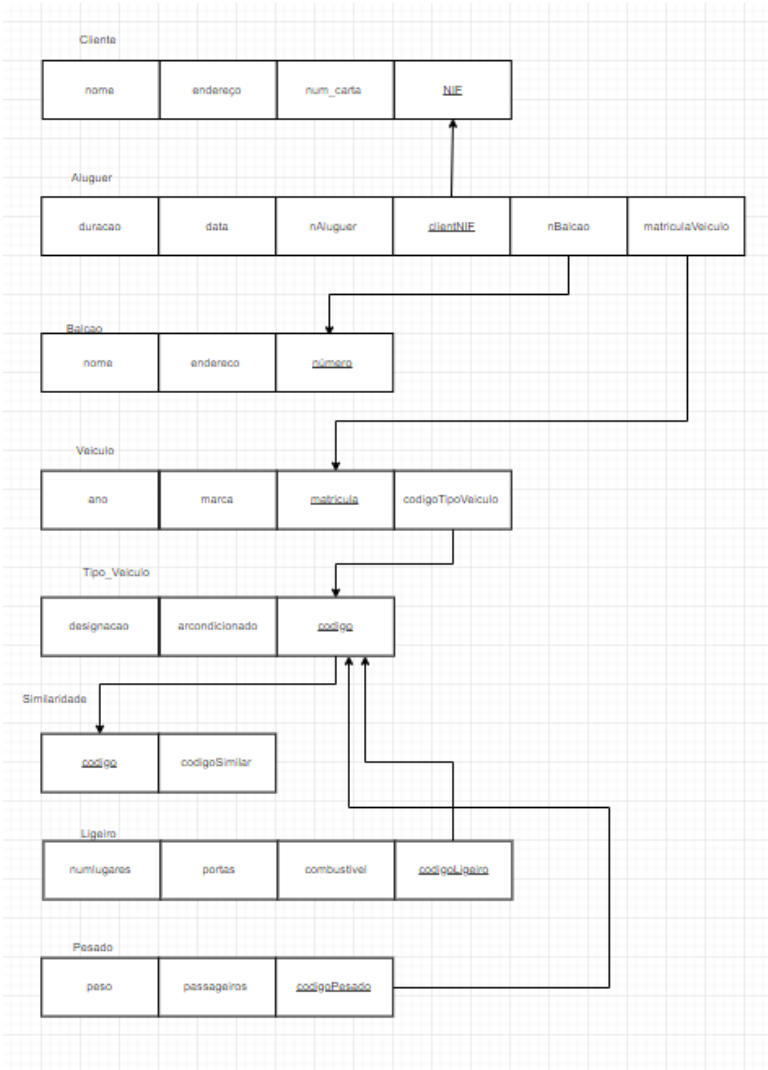 Cliente
nome endereço num_carta NIF
Aluguer
duracao data nAluguer clientNIF nBalcao matriculaVeiculo
Balcao
nome endereco número
Veiculo
ano marca matricula codigoTipoVeiculo
Tipo_Veiculo
designacao arcondicionado codigo
Similaridade
codigo codigoSimilar
Ligeiro
numlugares portas combustivel codigoLigeiro
Pesado
peso passageiros codigoPesado